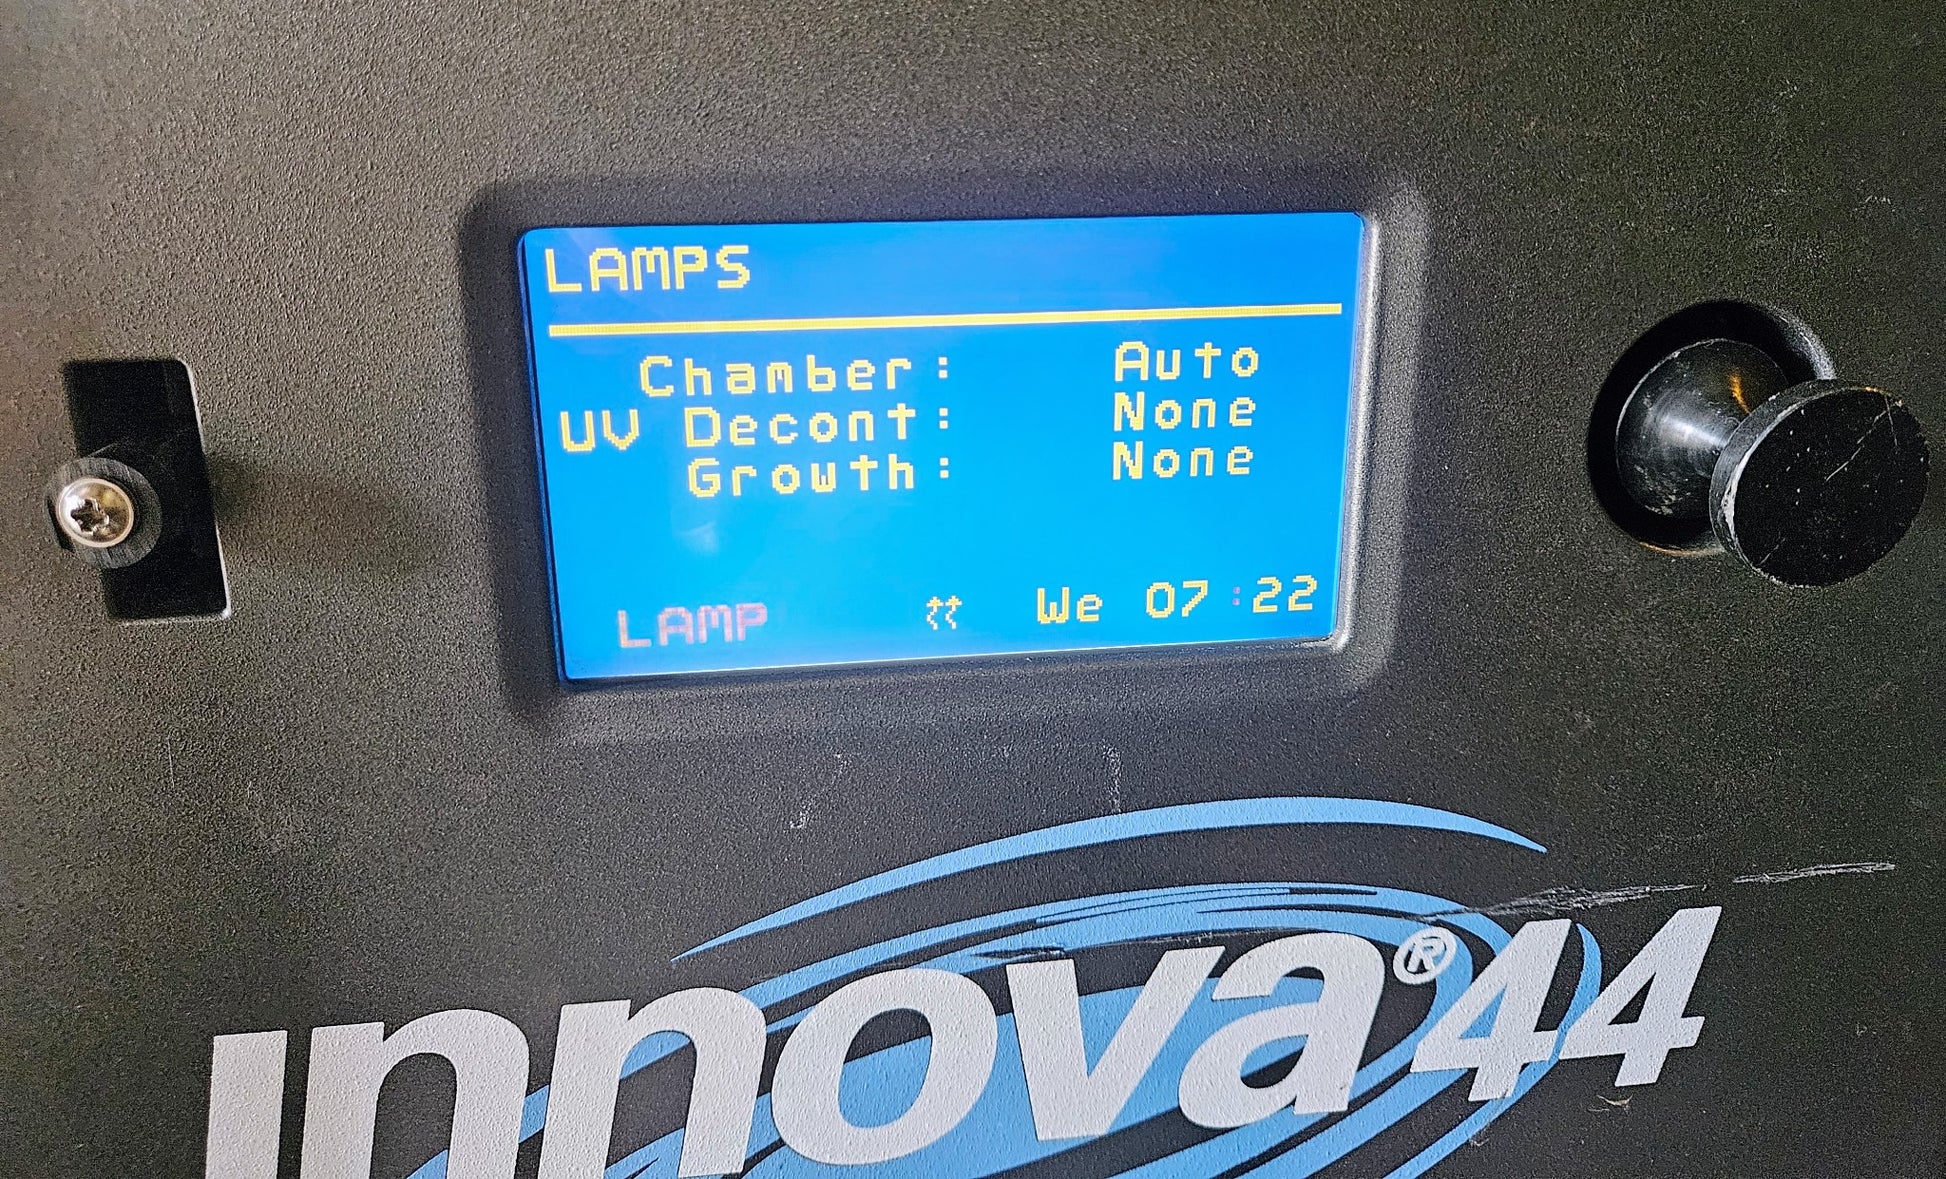 LAMPS
Chamber: Auto
UV Decont: None
Growth: None
LAMP We 07:22
innova®44